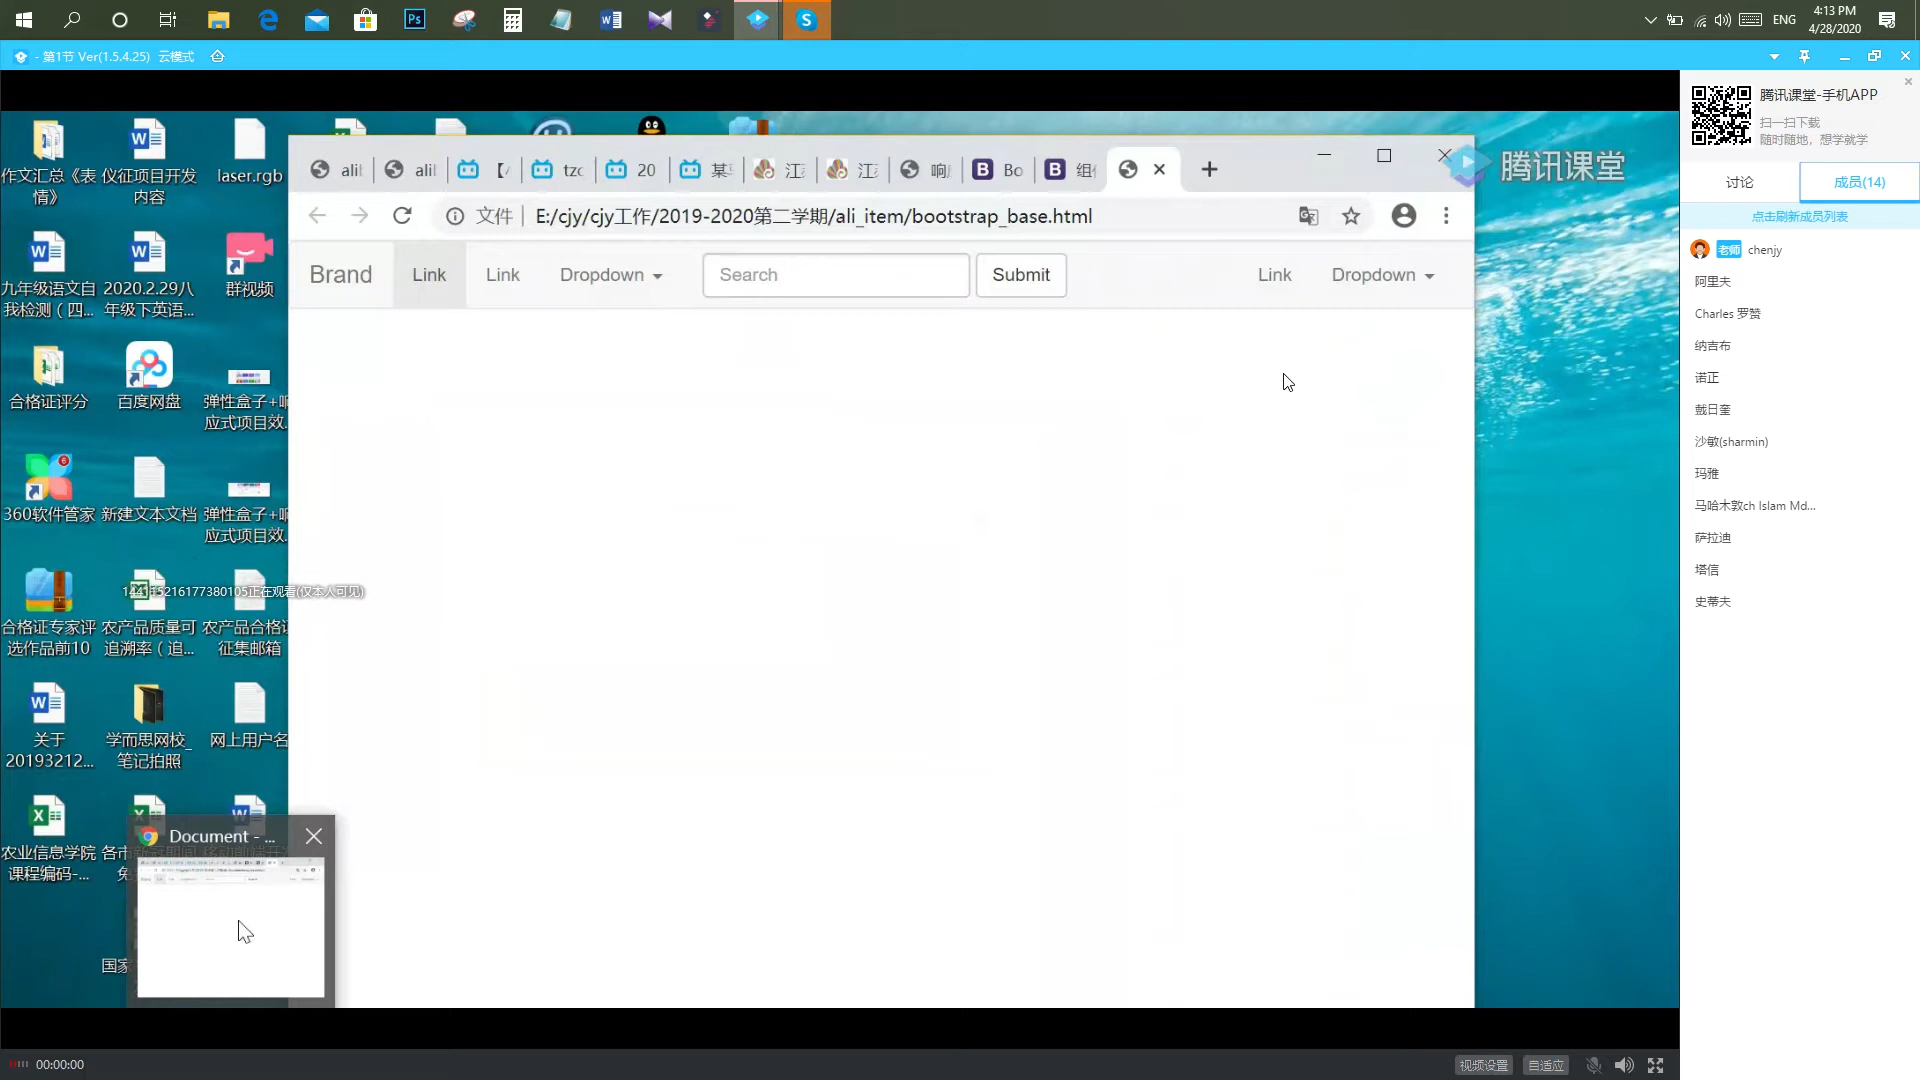 ENG
4:13 PM
4/28/2020
- 第1节 Ver(1.5.4.25) 云模式
腾讯课堂-手机APP
扫一扫下载
随时随地，想学就学
讨论
成员(14)
点击刷新成员列表
老师 chenjy
阿里夫
Charles 罗赞
纳吉布
诺正
戴日奎
沙敏(sharmin)
玛雅
马哈木敦ch Islam Md...
萨拉迪
塔信
史蒂夫
腾讯课堂
alil
alil
tzc
20
某
江
江
响
Bo
组
文件
E:/cjy/cjy工作/2019-2020第二学期/ali_item/bootstrap_base.html
Brand
Link
Link
Dropdown
Search
Submit
Link
Dropdown
作文汇总《表
情》
仪征项目开发
内容
laser.rgb
九年级语文自
我检测（四...
2020.2.29八
年级下英语...
群视频
合格证评分
百度网盘
弹性盒子+响
应式项目效
360软件管家
新建文本文档
弹性盒子+响
应式项目效
144115216177380105正在观看(仅本人可见)
合格证专家评
选作品前10
农产品质量可
追溯率（追...
农产品合格证
征集邮箱
关于
20193212...
学而思网校_
笔记拍照
网上用户名
农业信息学院
课程编码-...
Document - ...
国家
00:00:00
视频设置
自适应